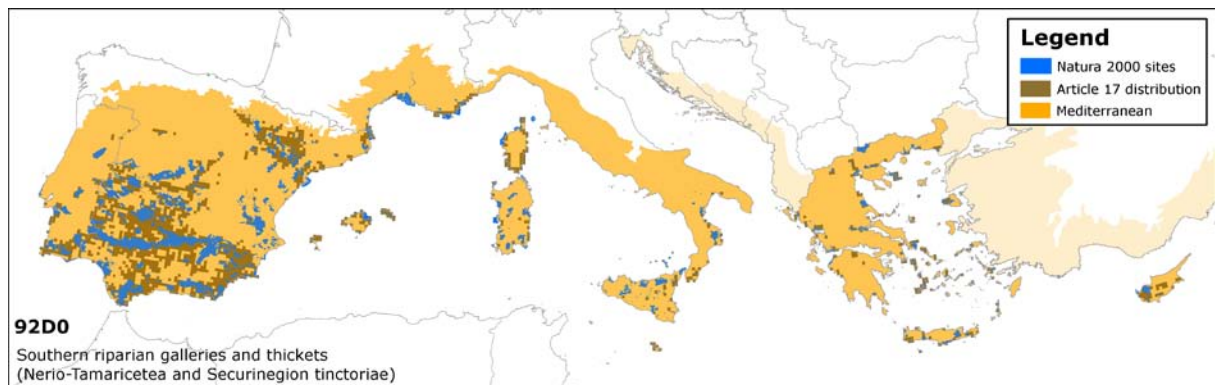 Legend
Natura 2000 sites
Article 17 distribution
Mediterranean
92D0
Southern riparian galleries and thickets
(Nerio-Tamaricetea and Securinegion tinctoriae)